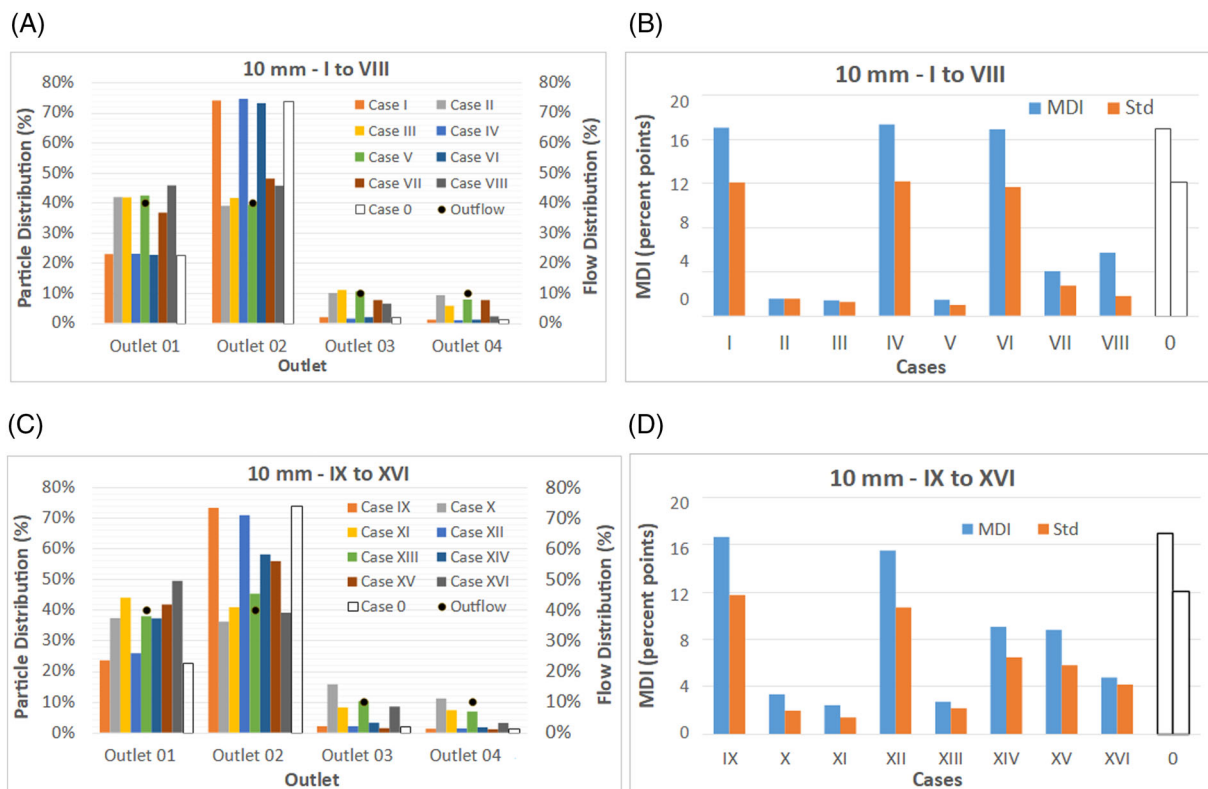 (A)
10 mm - I to VIII
80%
70%
60%
50%
40%
30%
20%
10%
0%
Particle Distribution (%)
Case I
Case II
Case III
Case IV
Case V
Case VI
Case VII
Case VIII
Case 0
Outflow
80%
70%
60%
50%
40%
30%
20%
10%
0%
Flow Distribution (%)
Outlet 01
Outlet 02
Outlet 03
Outlet 04
Outlet
(B)
10 mm - I to VIII
20
16
12
8
4
0
MDI (percent points)
MDI
Std
I
II
III
IV
V
VI
VII
VIII
0
Cases
(C)
10 mm - IX to XVI
80%
70%
60%
50%
40%
30%
20%
10%
0%
Particle Distribution (%)
Case IX
Case X
Case XI
Case XII
Case XIII
Case XIV
Case XV
Case XVI
Case 0
Outflow
80%
70%
60%
50%
40%
30%
20%
10%
0%
Flow Distribution (%)
Outlet 01
Outlet 02
Outlet 03
Outlet 04
Outlet
(D)
10 mm - IX to XVI
20
16
12
8
4
0
MDI (percent points)
MDI
Std
IX
X
XI
XII
XIII
XIV
XV
XVI
0
Cases